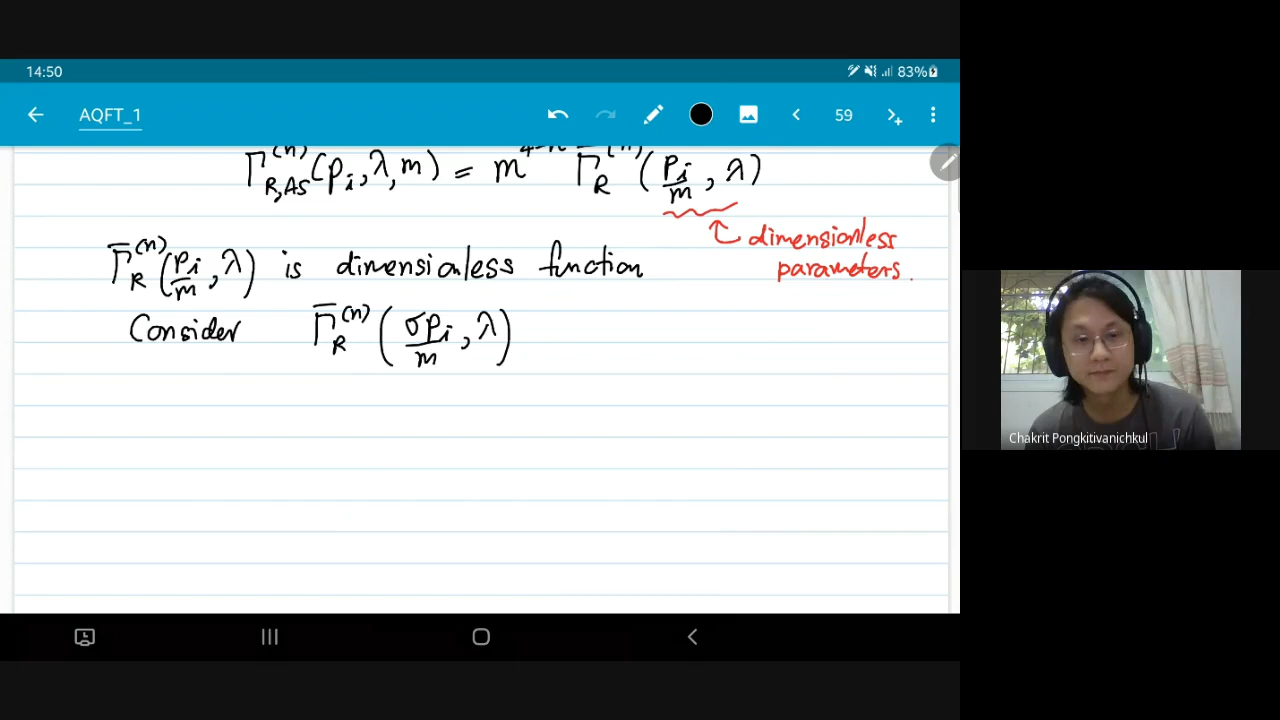 14:50 83%
AQFT_1 59
Γ^(n)_{R,AS}(p_i, λ, m) = m^{4-n} Γ̄^(n)_R (p_i/m, λ)
dimensionless
parameters.
Γ̄^(n)_R (p_i/m, λ) is dimensionless function
Consider Γ̄^(n)_R (σp_i/m, λ)
Chakrit Pongkitivanichkul